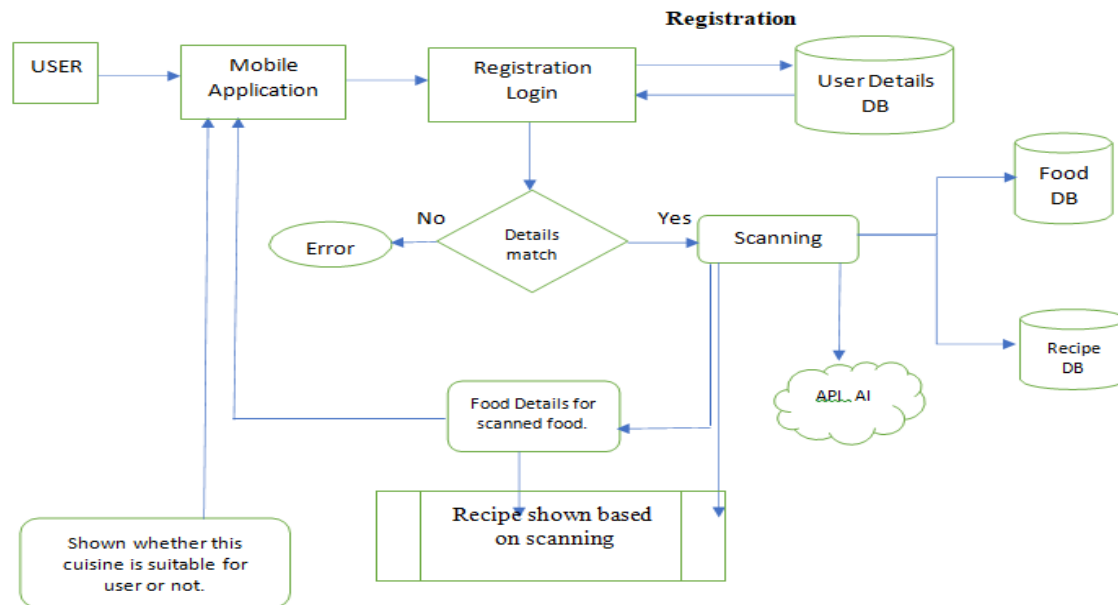 Registration
USER
Mobile
Application
Registration
Login
User Details
DB
Food
DB
No
Yes
Error
Details
match
Scanning
Recipe
DB
API, AI
Food Details for
scanned food.
Recipe shown based
on scanning
Shown whether this
cuisine is suitable for
user or not.